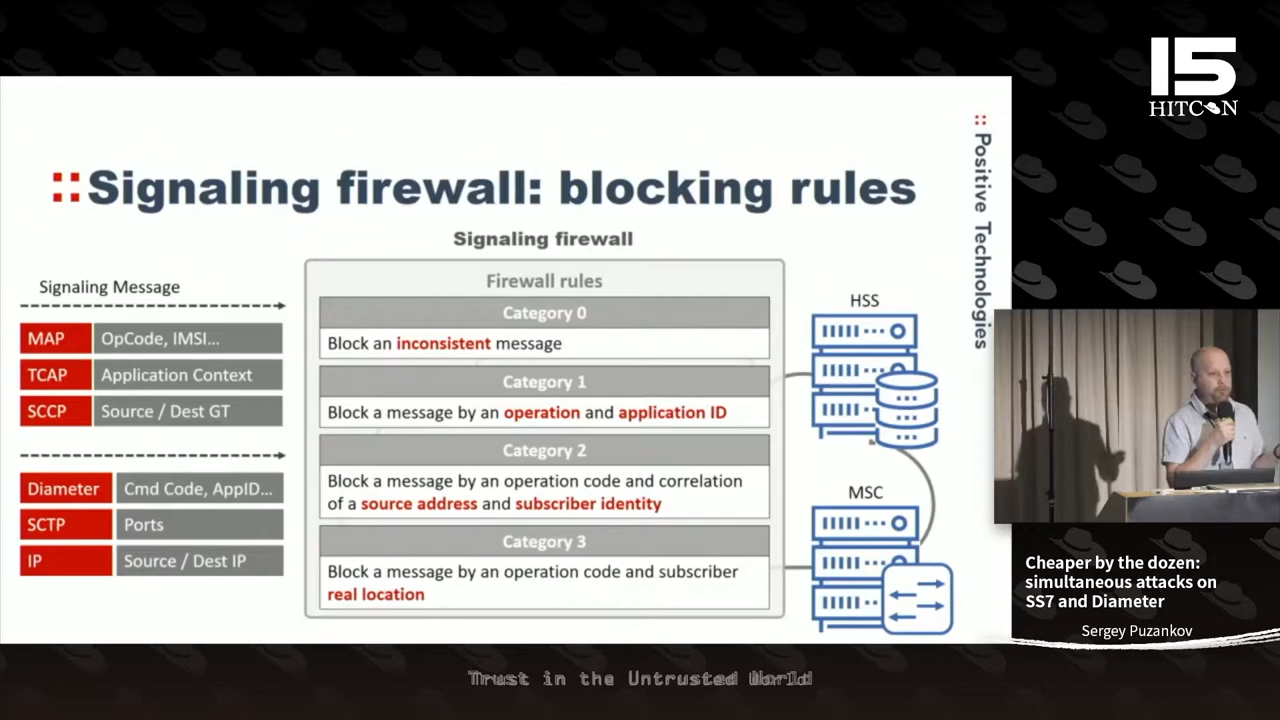 15
HITCON
:: Positive Technologies
::Signaling firewall: blocking rules
Signaling firewall
Signaling Message
MAP OpCode, IMSI...
TCAP Application Context
SCCP Source / Dest GT
Diameter Cmd Code, AppID...
SCTP Ports
IP Source / Dest IP
Firewall rules
Category 0
Block an inconsistent message
Category 1
Block a message by an operation and application ID
Category 2
Block a message by an operation code and correlation
of a source address and subscriber identity
Category 3
Block a message by an operation code and subscriber
real location
HSS
MSC
Cheaper by the dozen:
simultaneous attacks on
SS7 and Diameter
Sergey Puzankov
Trust in the Untrusted World